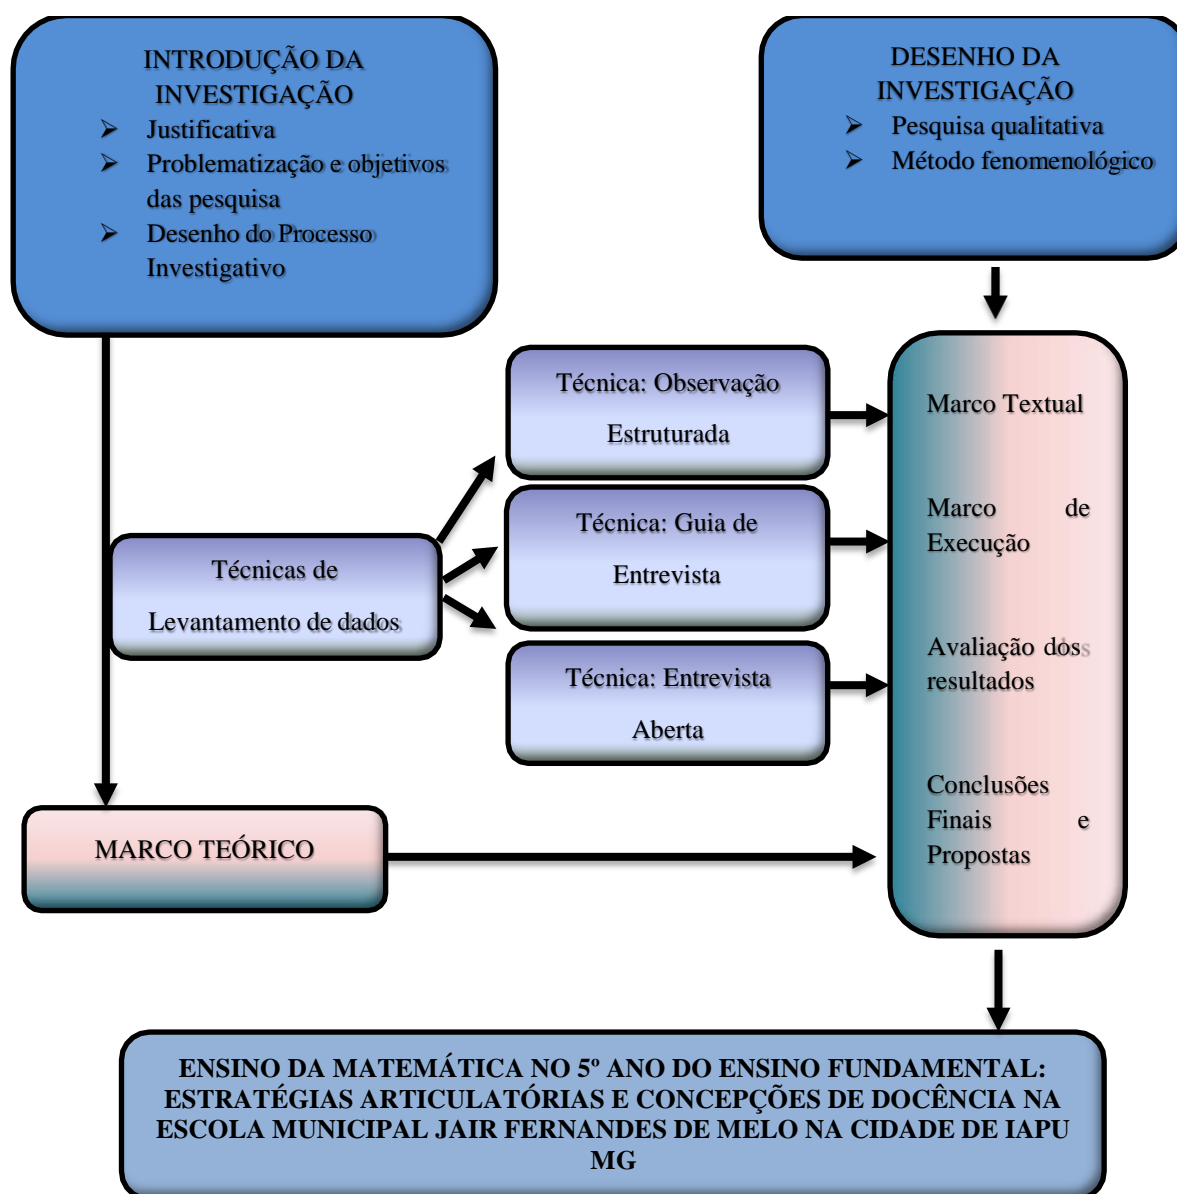 INTRODUÇÃO DA
INVESTIGAÇÃO
➢ Justificativa
➢ Problematização e objetivos
das pesquisa
➢ Desenho do Processo
Investigativo
DESENHO DA
INVESTIGAÇÃO
➢ Pesquisa qualitativa
➢ Método fenomenológico
Técnica: Observação
Estruturada
Técnica: Guia de
Entrevista
Técnicas de
Levantamento de dados
Técnica: Entrevista
Aberta
Marco Textual
Marco de
Execução
Avaliação dos
resultados
Conclusões
Finais e
Propostas
MARCO TEÓRICO
ENSINO DA MATEMÁTICA NO 5º ANO DO ENSINO FUNDAMENTAL:
ESTRATÉGIAS ARTICULATÓRIAS E CONCEPÇÕES DE DOCÊNCIA NA
ESCOLA MUNICIPAL JAIR FERNANDES DE MELO NA CIDADE DE IAPU
MG